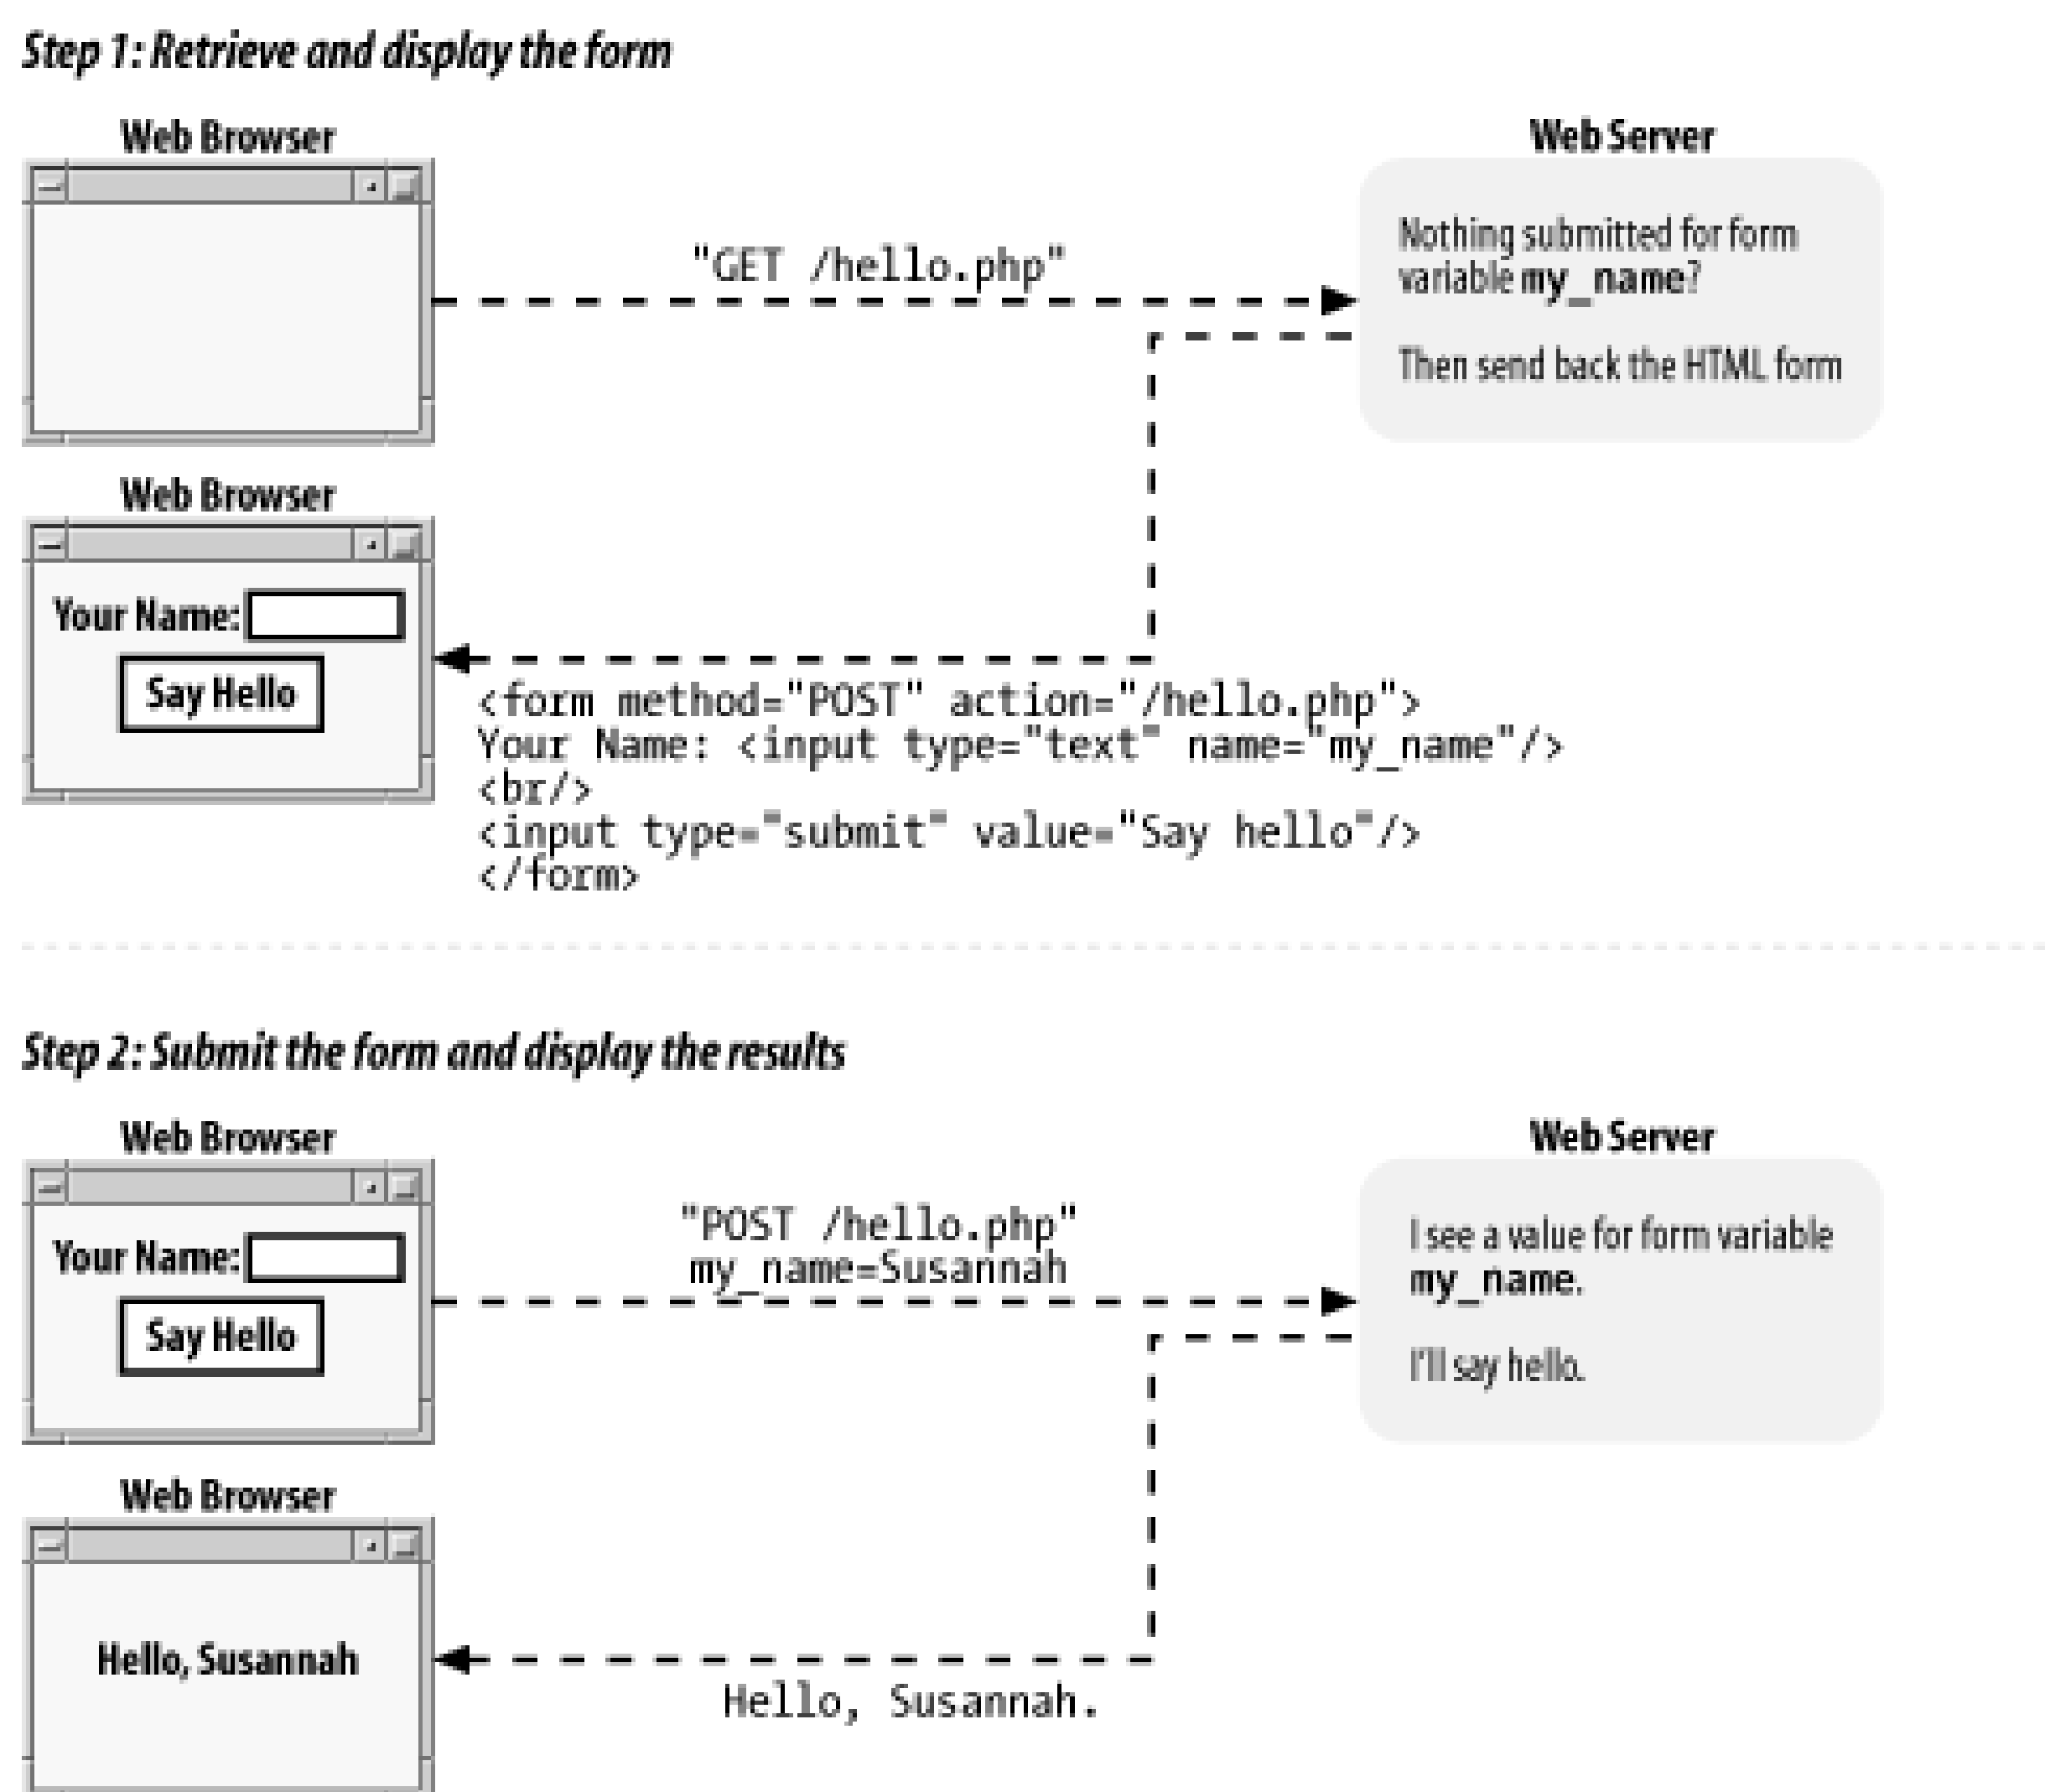 Step 1: Retrieve and display the form
Web Browser
Web Server
"GET /hello.php"
Nothing submitted for form
variable my_name?
Then send back the HTML form
Web Browser
Your Name:
Say Hello
<form method="POST" action="/hello.php">
Your Name: <input type="text" name="my_name"/>
<br/>
<input type="submit" value="Say hello"/>
</form>
Step 2: Submit the form and display the results
Web Browser
Web Server
Your Name:
Say Hello
"POST /hello.php"
my_name=Susannah
I see a value for form variable
my_name.
I'll say hello.
Web Browser
Hello, Susannah
Hello, Susannah.